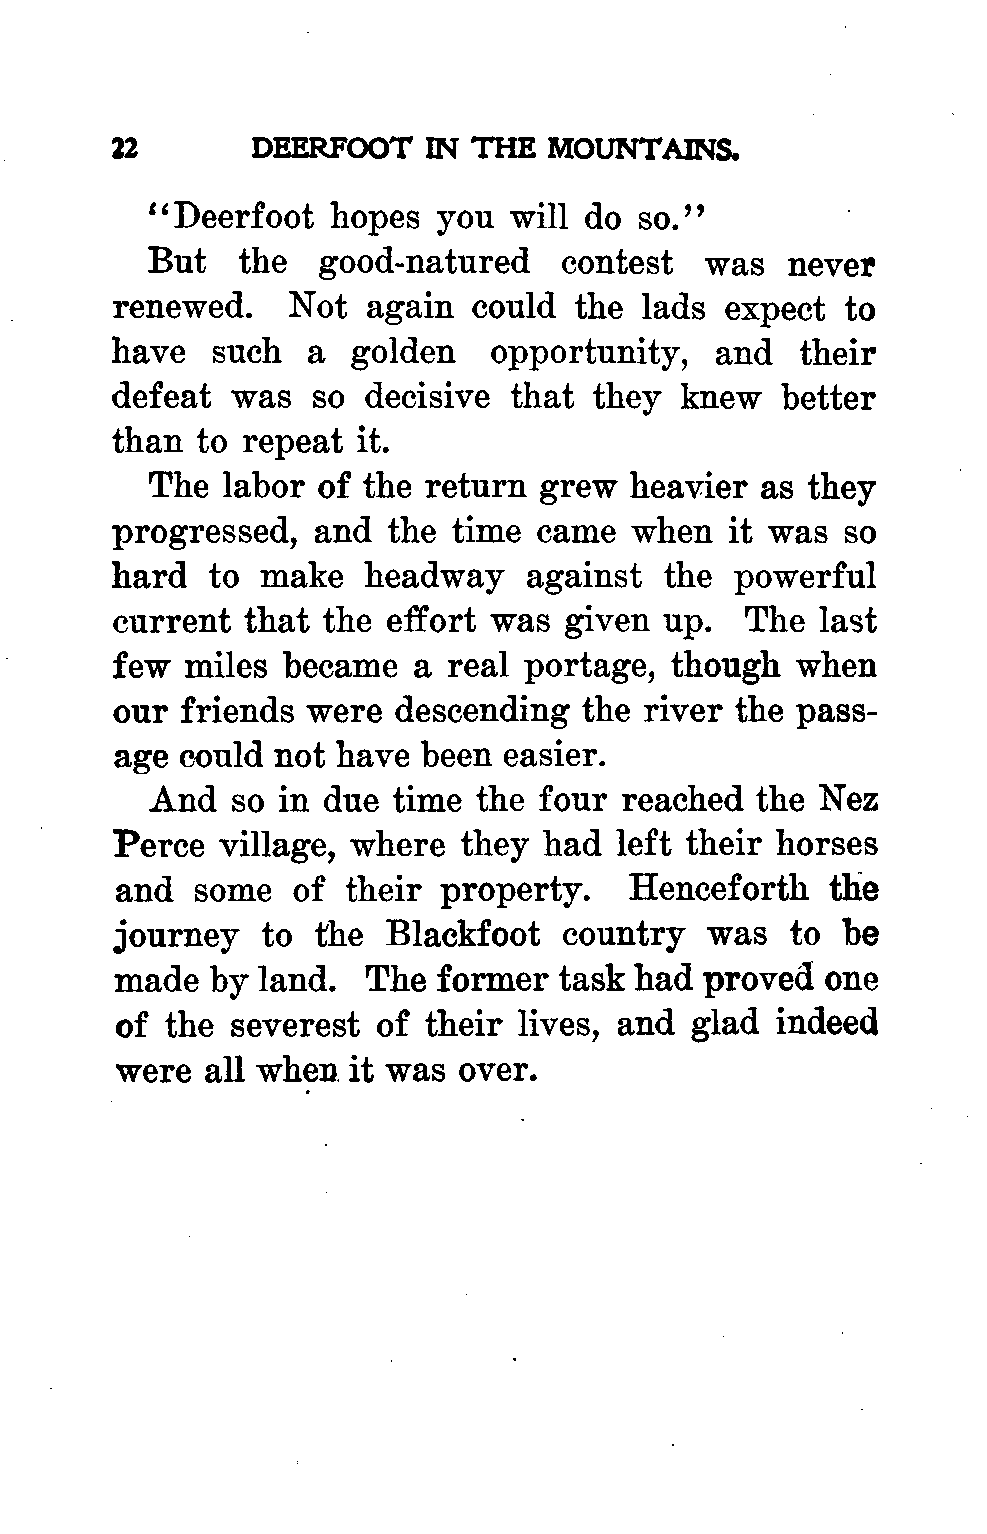 22 DEERFOOT IN THE MOUNTAINS.
“Deerfoot hopes you will do so.”
But the good-natured contest was never
renewed. Not again could the lads expect to
have such a golden opportunity, and their
defeat was so decisive that they knew better
than to repeat it.
The labor of the return grew heavier as they
progressed, and the time came when it was so
hard to make headway against the powerful
current that the effort was given up. The last
few miles became a real portage, though when
our friends were descending the river the pass-
age could not have been easier.
And so in due time the four reached the Nez
Perce village, where they had left their horses
and some of their property. Henceforth the
journey to the Blackfoot country was to be
made by land. The former task had proved one
of the severest of their lives, and glad indeed
were all when it was over.